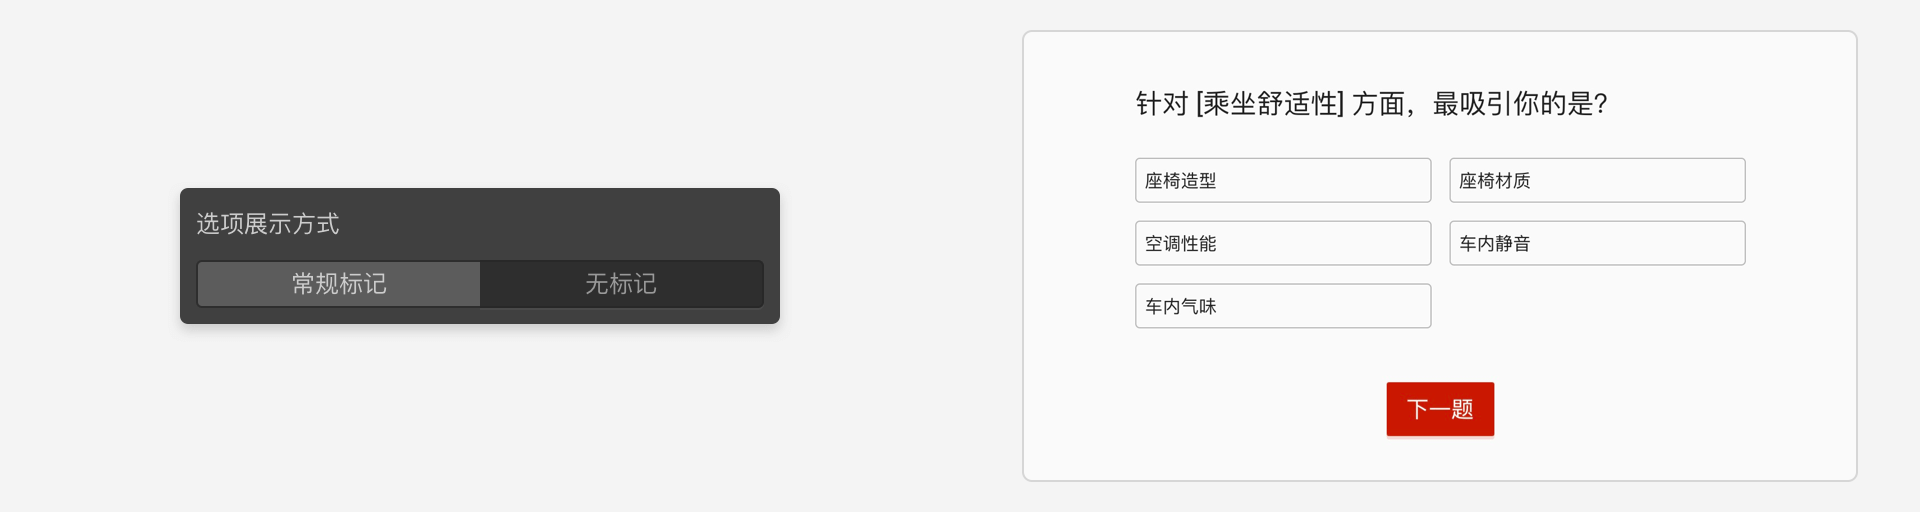 选项展示方式
常规标记 无标记
针对 [乘坐舒适性] 方面，最吸引你的是?
座椅造型 座椅材质
空调性能 车内静音
车内气味
下一题